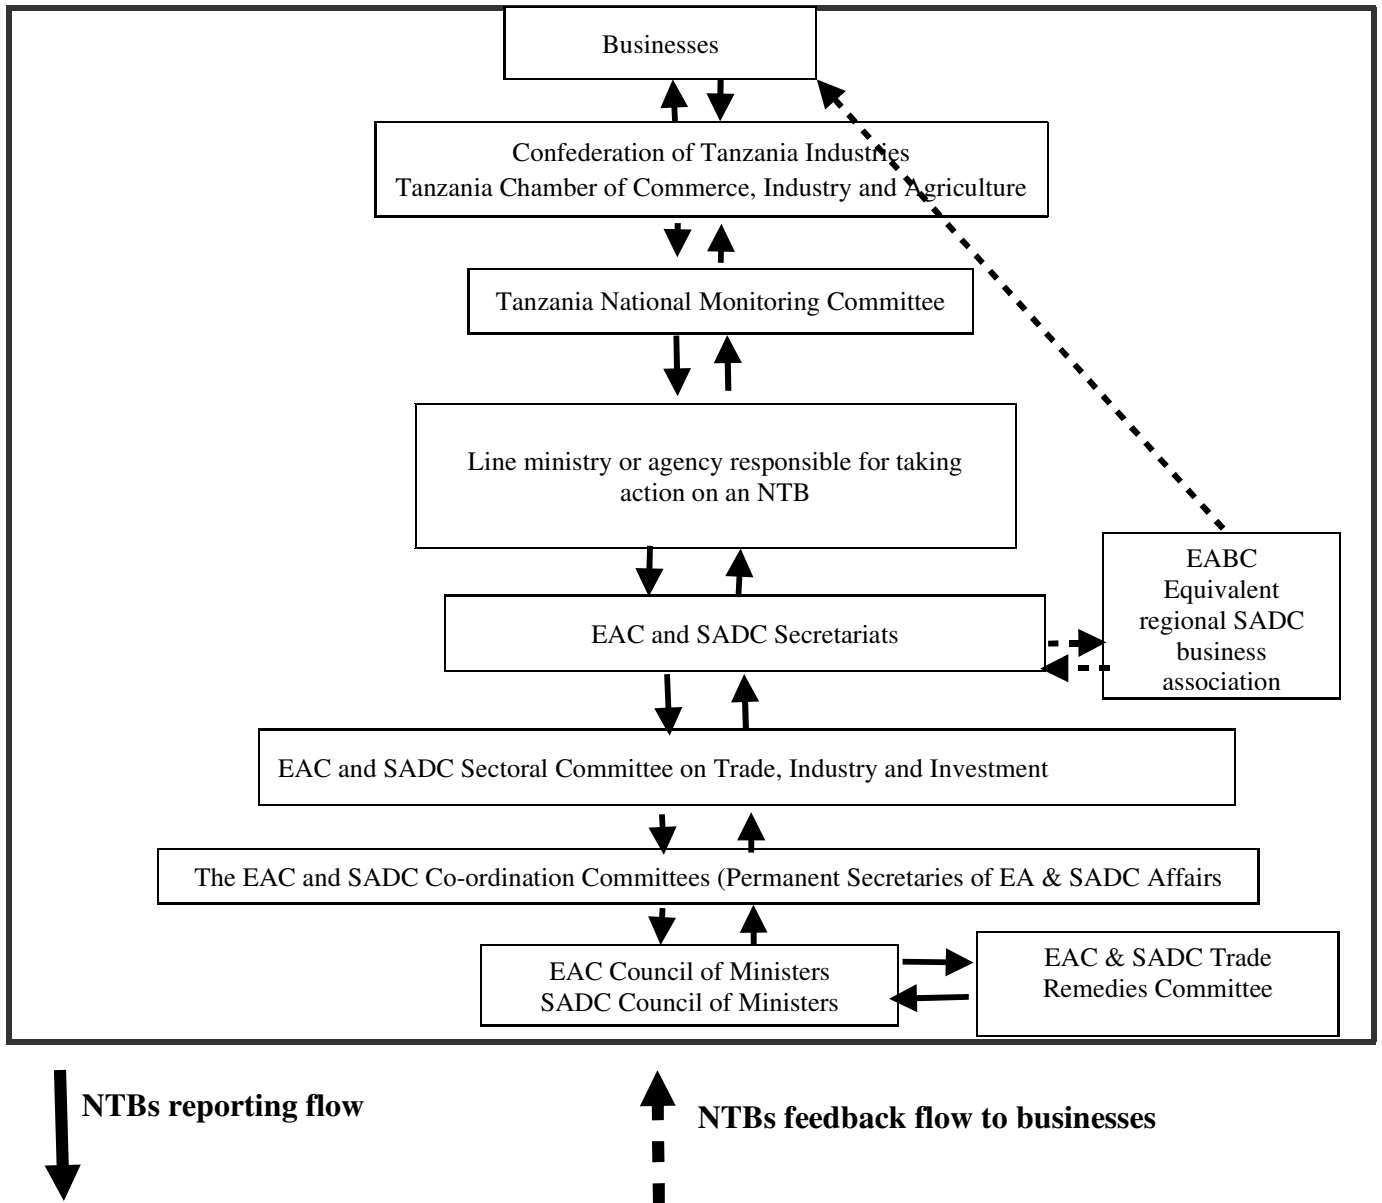 Businesses
Confederation of Tanzania Industries
Tanzania Chamber of Commerce, Industry and Agriculture
Tanzania National Monitoring Committee
Line ministry or agency responsible for taking
action on an NTB
EABC
Equivalent
regional SADC
business
association
EAC and SADC Secretariats
EAC and SADC Sectoral Committee on Trade, Industry and Investment
The EAC and SADC Co-ordination Committees (Permanent Secretaries of EA & SADC Affairs
EAC Council of Ministers
SADC Council of Ministers
EAC & SADC Trade
Remedies Committee
NTBs reporting flow
NTBs feedback flow to businesses